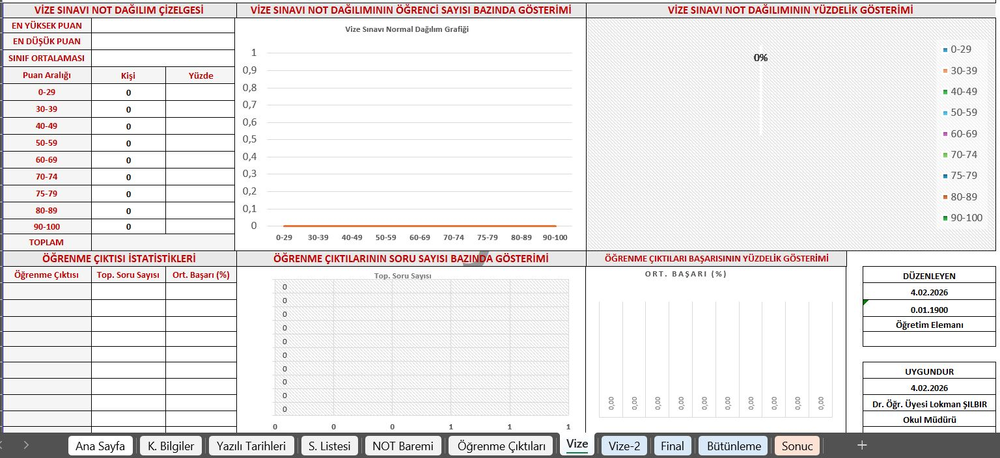 VİZE SINAVI NOT DAĞILIM ÇİZELGESİ
EN YÜKSEK PUAN
EN DÜŞÜK PUAN
SINIF ORTALAMASI
Puan Aralığı Kişi Yüzde
0-29 0
30-39 0
40-49 0
50-59 0
60-69 0
70-74 0
75-79 0
80-89 0
90-100 0
TOPLAM
VİZE SINAVI NOT DAĞILIMININ ÖĞRENCİ SAYISI BAZINDA GÖSTERİMİ
Vize Sınavı Normal Dağılım Grafiği
1
0,9
0,8
0,7
0,6
0,5
0,4
0,3
0,2
0,1
0
0-29 30-39 40-49 50-59 60-69 70-74 75-79 80-89 90-100
VİZE SINAVI NOT DAĞILIMININ YÜZDELİK GÖSTERİMİ
0%
0-29
30-39
40-49
50-59
60-69
70-74
75-79
80-89
90-100
ÖĞRENME ÇIKTISI İSTATİSTİKLERİ
Öğrenme Çıktısı Top. Soru Sayısı Ort. Başarı (%)
ÖĞRENME ÇIKTILARININ SORU SAYISI BAZINDA GÖSTERİMİ
Top. Soru Sayısı
0
0
0
0
0
0
0
0
0
0
0 0 0 1 1 1
ÖĞRENME ÇIKTILARI BAŞARISININ YÜZDELİK GÖSTERİMİ
ORT. BAŞARI (%)
0,00 0,00 0,00 0,00 0,00 0,00 0,00 0,00 0,00 0,00
DÜZENLEYEN
4.02.2026
0.01.1900
Öğretim Elemanı
UYGUNDUR
4.02.2026
Dr. Öğr. Üyesi Lokman ŞILBIR
Okul Müdürü
Ana Sayfa K. Bilgiler Yazılı Tarihleri S. Listesi NOT Baremi Öğrenme Çıktıları Vize Vize-2 Final Bütünleme Sonuc +